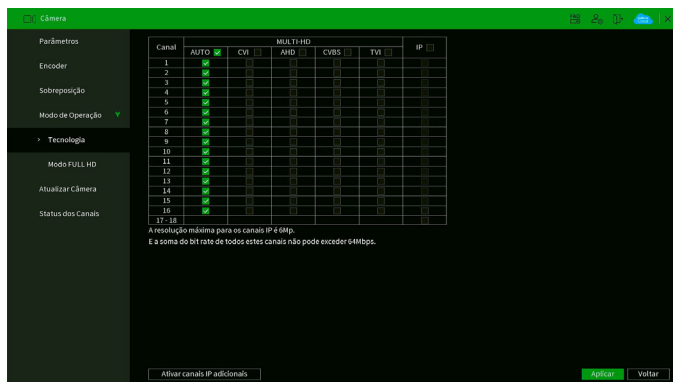 Câmera
Parâmetros
Encoder
Sobreposição
Modo de Operação
> Tecnologia
Modo FULL HD
Atualizar Câmera
Status dos Canais
Canal MULTI-HD IP
AUTO CVI AHD CVBS TVI
1
2
3
4
5
6
7
8
9
10
11
12
13
14
15
16
17 - 18
A resolução máxima para os canais IP é 6Mp.
E a soma do bit rate de todos estes canais não pode exceder 64Mbps.
Ativar canais IP adicionais
Aplicar Voltar